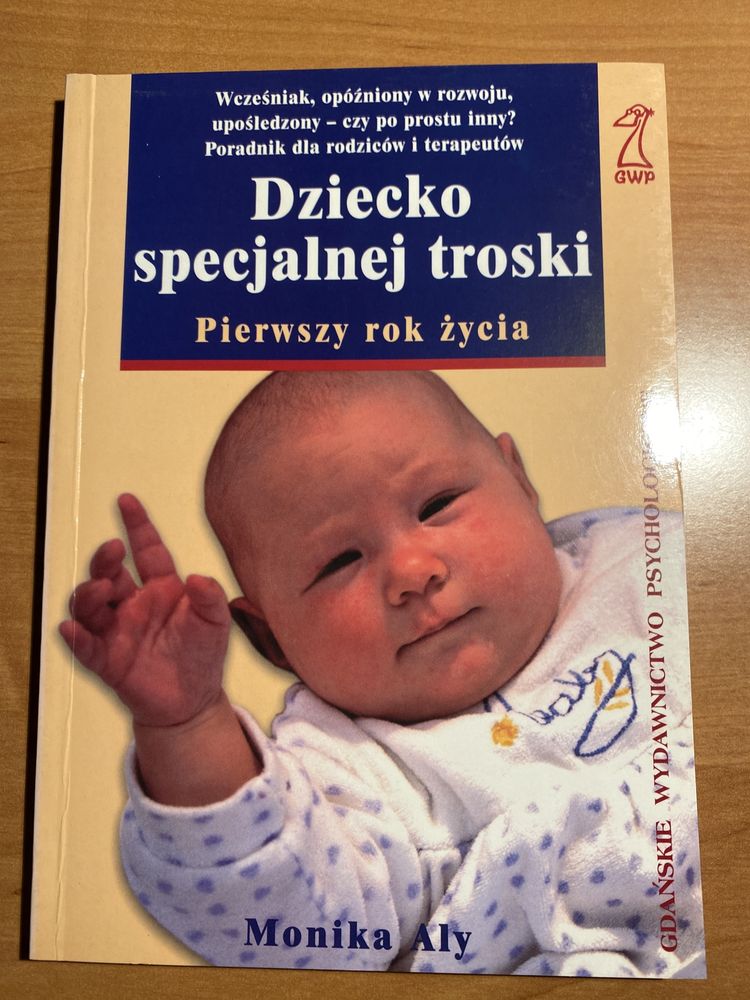 Wcześniak, opóźniony w rozwoju,
upośledzony – czy po prostu inny?
Poradnik dla rodziców i terapeutów
GWP
Dziecko
specjalnej troski
Pierwszy rok życia
Baby
Monika Aly
GDAŃSKIE WYDAWNICTWO